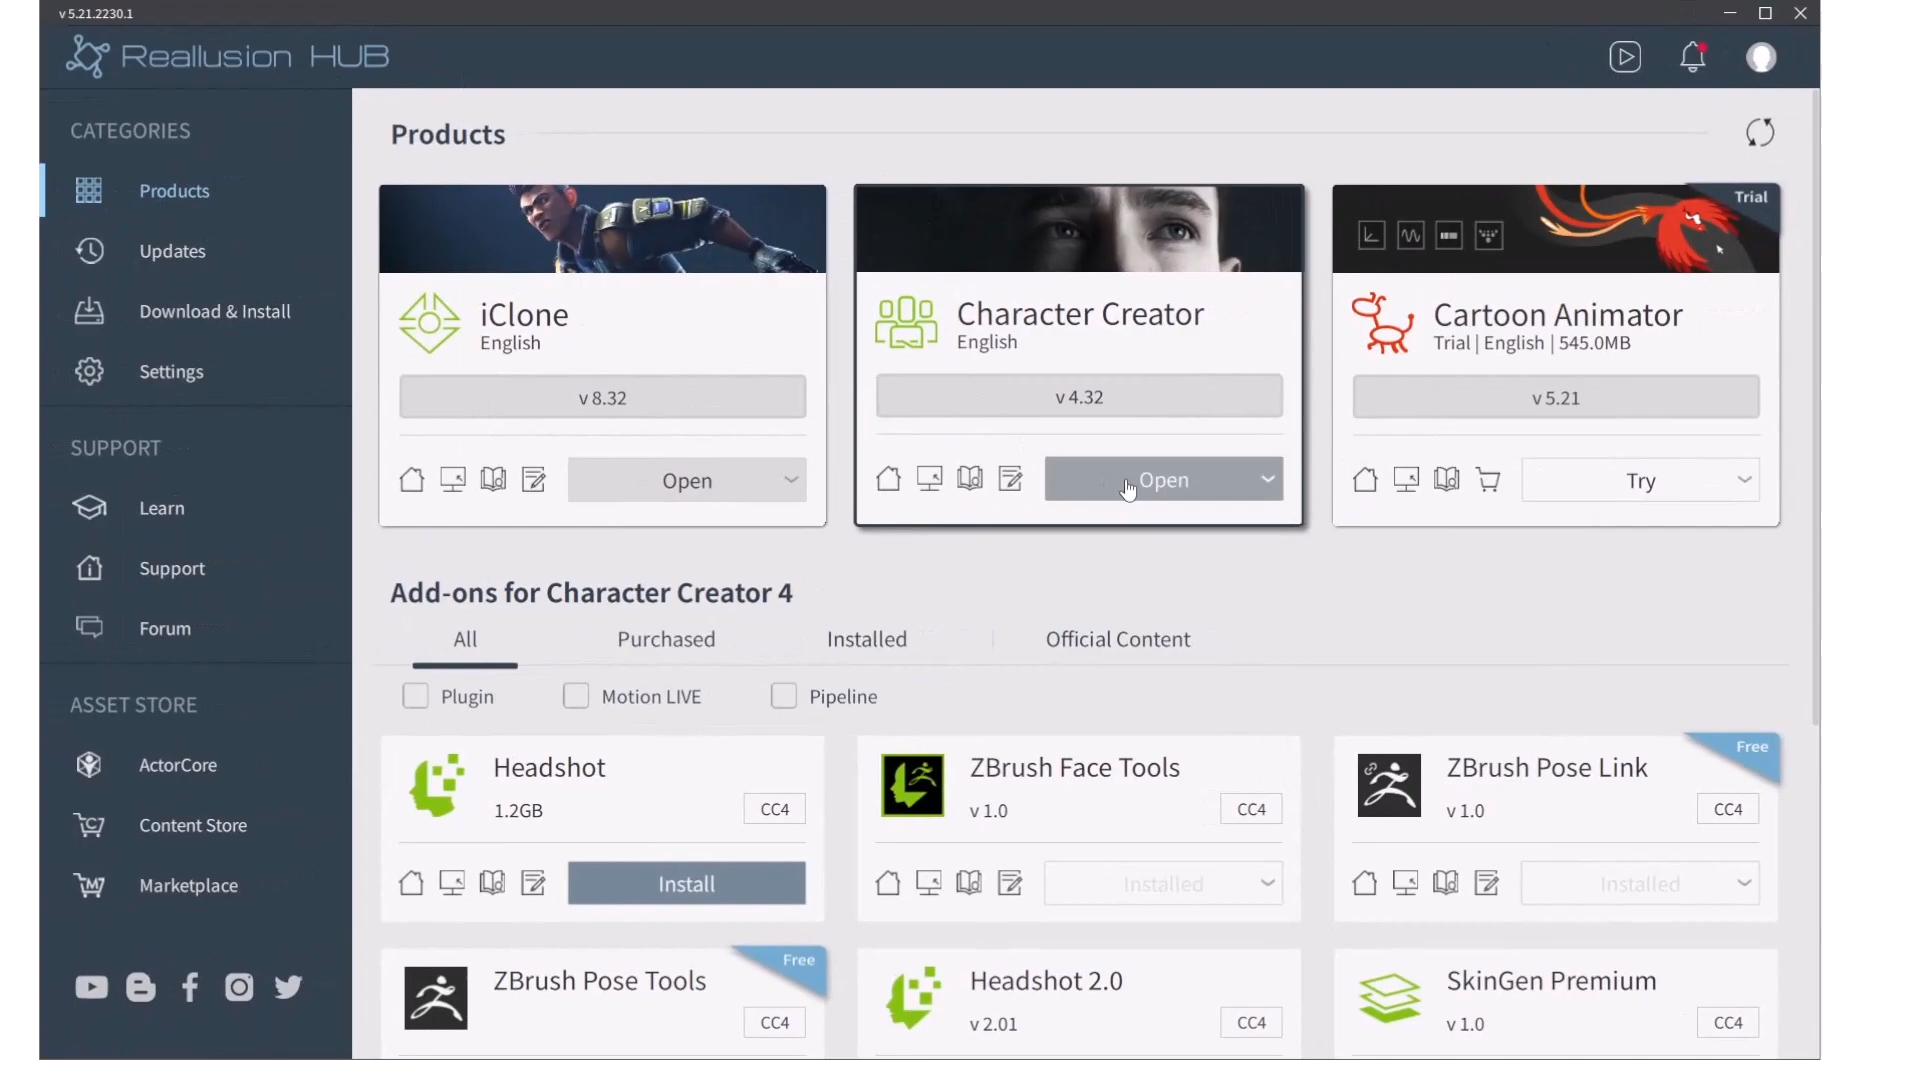 v 5.21.2230.1
Reallusion HUB
CATEGORIES
Products
Updates
Download & Install
Settings
SUPPORT
Learn
Support
Forum
ASSET STORE
ActorCore
Content Store
Marketplace
Products
iClone
English
v 8.32
Open
Character Creator
English
v 4.32
Open
Trial
Cartoon Animator
Trial | English | 545.0MB
v 5.21
Try
Add-ons for Character Creator 4
All Purchased Installed Official Content
Plugin Motion LIVE Pipeline
Headshot
1.2GB CC4
Install
ZBrush Face Tools
v 1.0 CC4
Installed
Free
ZBrush Pose Link
v 1.0 CC4
Installed
Free
ZBrush Pose Tools
CC4
Headshot 2.0
v 2.01 CC4
SkinGen Premium
v 1.0 CC4